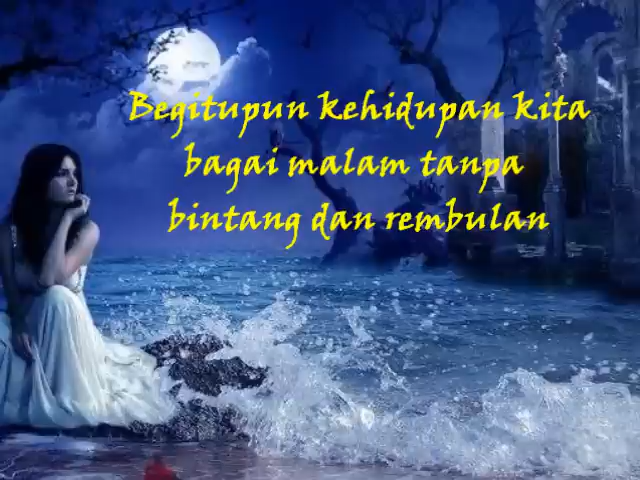 Begitupun kehidupan kita
bagai malam tanpa
bintang dan rembulan